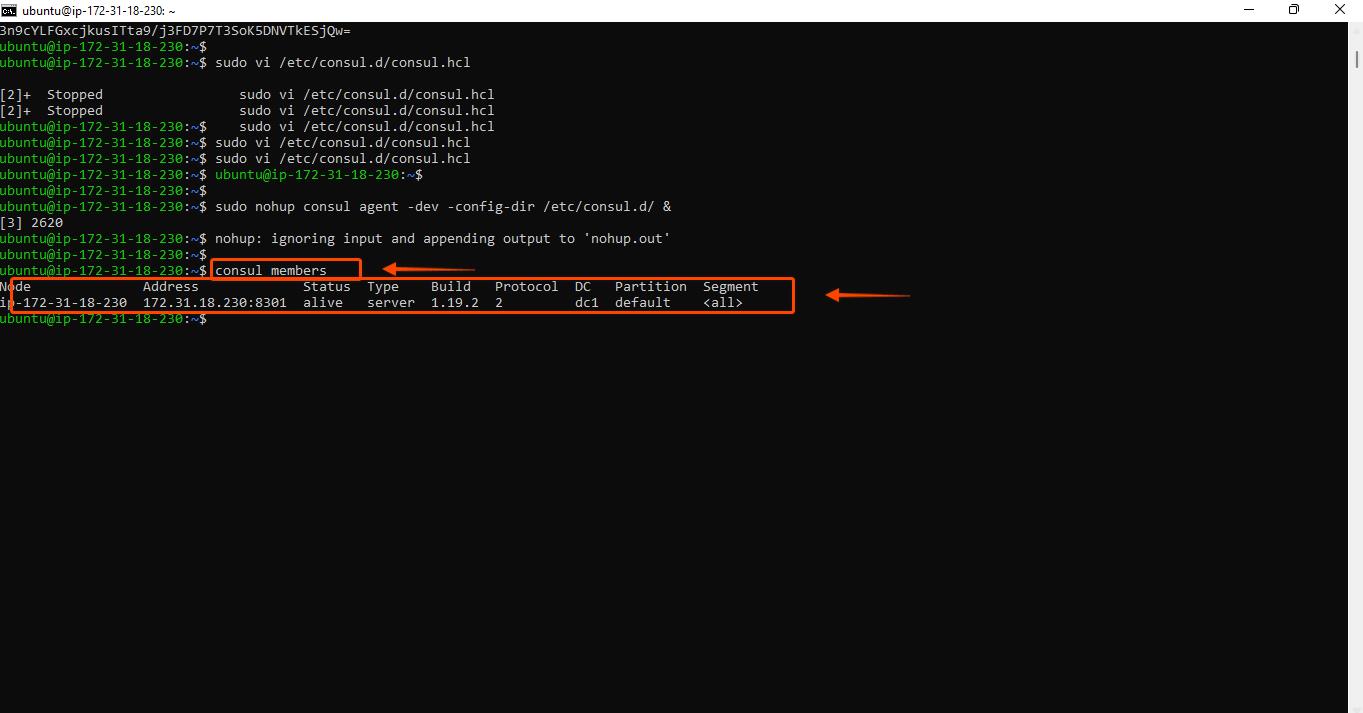 ubuntu@ip-172-31-18-230: ~
3n9cYLFGxcjkusITta9/j3FD7P7T3SoK5DNVTkESjQw=
ubuntu@ip-172-31-18-230:~$
ubuntu@ip-172-31-18-230:~$ sudo vi /etc/consul.d/consul.hcl
[2]+  Stopped                 sudo vi /etc/consul.d/consul.hcl
[2]+  Stopped                 sudo vi /etc/consul.d/consul.hcl
ubuntu@ip-172-31-18-230:~$    sudo vi /etc/consul.d/consul.hcl
ubuntu@ip-172-31-18-230:~$ sudo vi /etc/consul.d/consul.hcl
ubuntu@ip-172-31-18-230:~$ sudo vi /etc/consul.d/consul.hcl
ubuntu@ip-172-31-18-230:~$ ubuntu@ip-172-31-18-230:~$
ubuntu@ip-172-31-18-230:~$
ubuntu@ip-172-31-18-230:~$ sudo nohup consul agent -dev -config-dir /etc/consul.d/ &
[3] 2620
ubuntu@ip-172-31-18-230:~$ nohup: ignoring input and appending output to 'nohup.out'
ubuntu@ip-172-31-18-230:~$
ubuntu@ip-172-31-18-230:~$ consul members
Node              Address             Status  Type    Build   Protocol  DC   Partition  Segment
ip-172-31-18-230  172.31.18.230:8301  alive   server  1.19.2  2         dc1  default    <all>
ubuntu@ip-172-31-18-230:~$